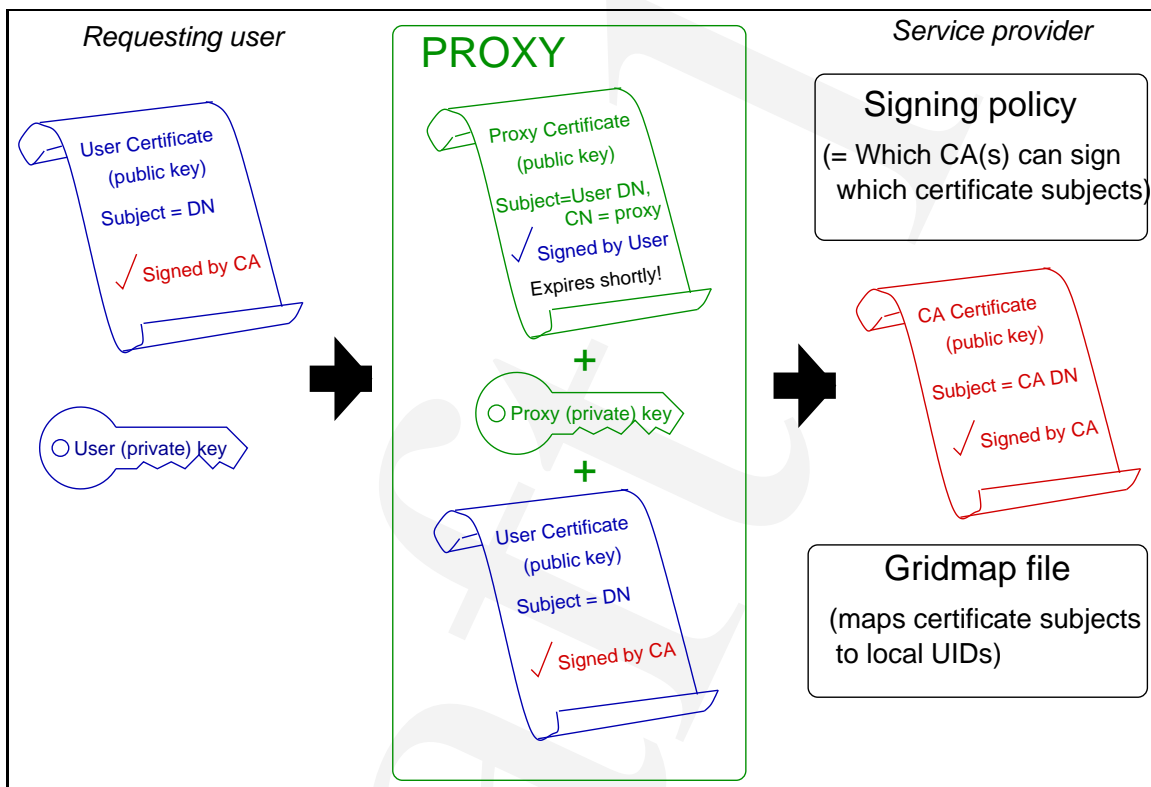 Requesting user
User Certificate
(public key)
Subject = DN
Signed by CA
User (private) key
PROXY
Proxy Certificate
(public key)
Subject=User DN,
CN = proxy
Signed by User
Expires shortly!
+
Proxy (private) key
+
User Certificate
(public key)
Subject = DN
Signed by CA
Service provider
Signing policy
(= Which CA(s) can sign
which certificate subjects)
CA Certificate
(public key)
Subject = CA DN
Signed by CA
Gridmap file
(maps certificate subjects
to local UIDs)